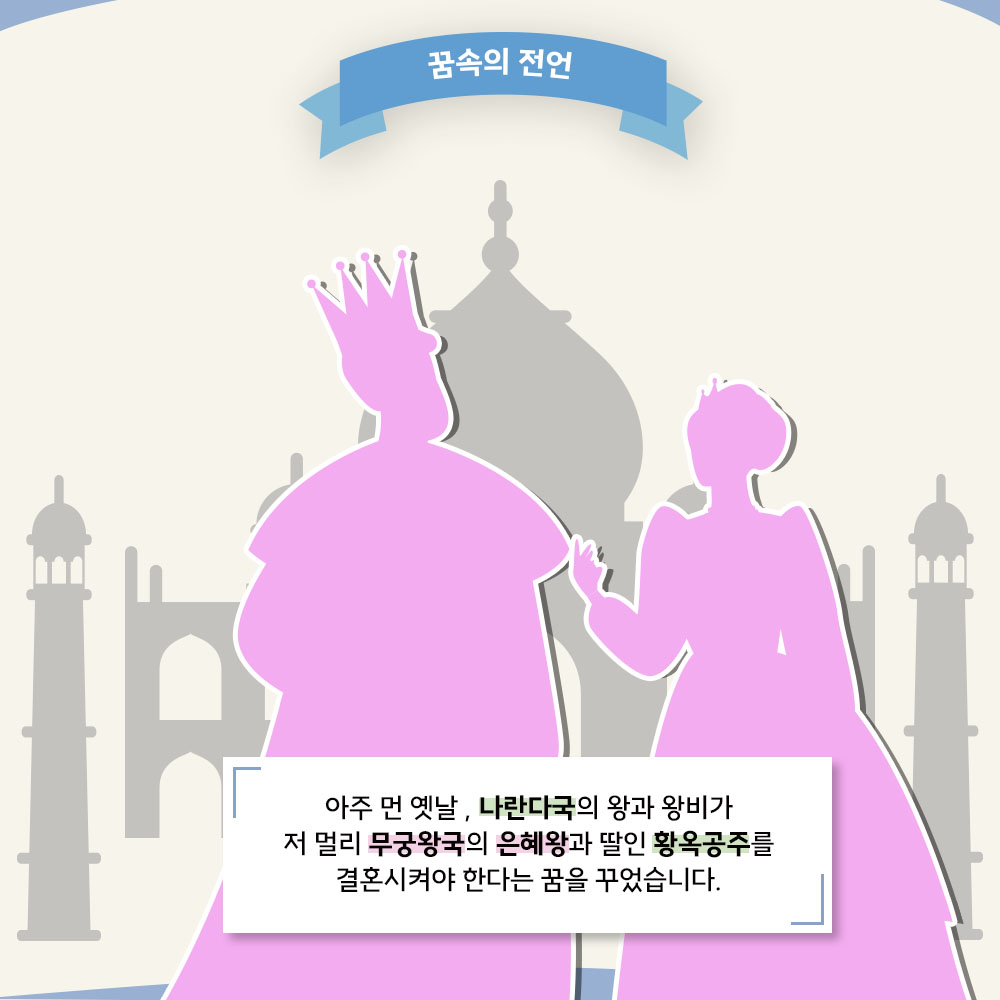 꿈속의 전언
아주 먼 옛날 , 나란다국의 왕과 왕비가
저 멀리 무궁왕국의 은혜왕과 딸인 황옥공주를
결혼시켜야 한다는 꿈을 꾸었습니다.